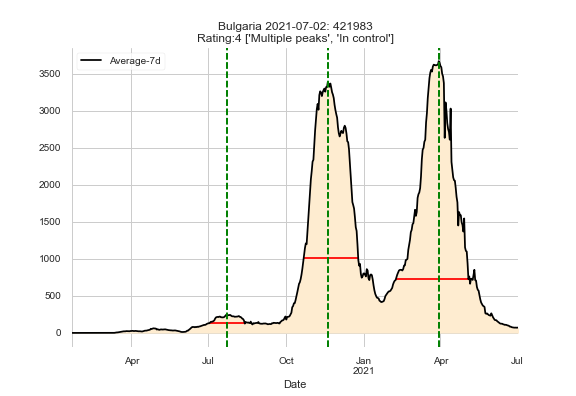 Bulgaria 2021-07-02: 421983
Rating:4 ['Multiple peaks', 'In control']
Average-7d
3500
3000
2500
2000
1500
1000
500
0
Apr
Jul
Oct
Jan
2021
Apr
Jul
Date